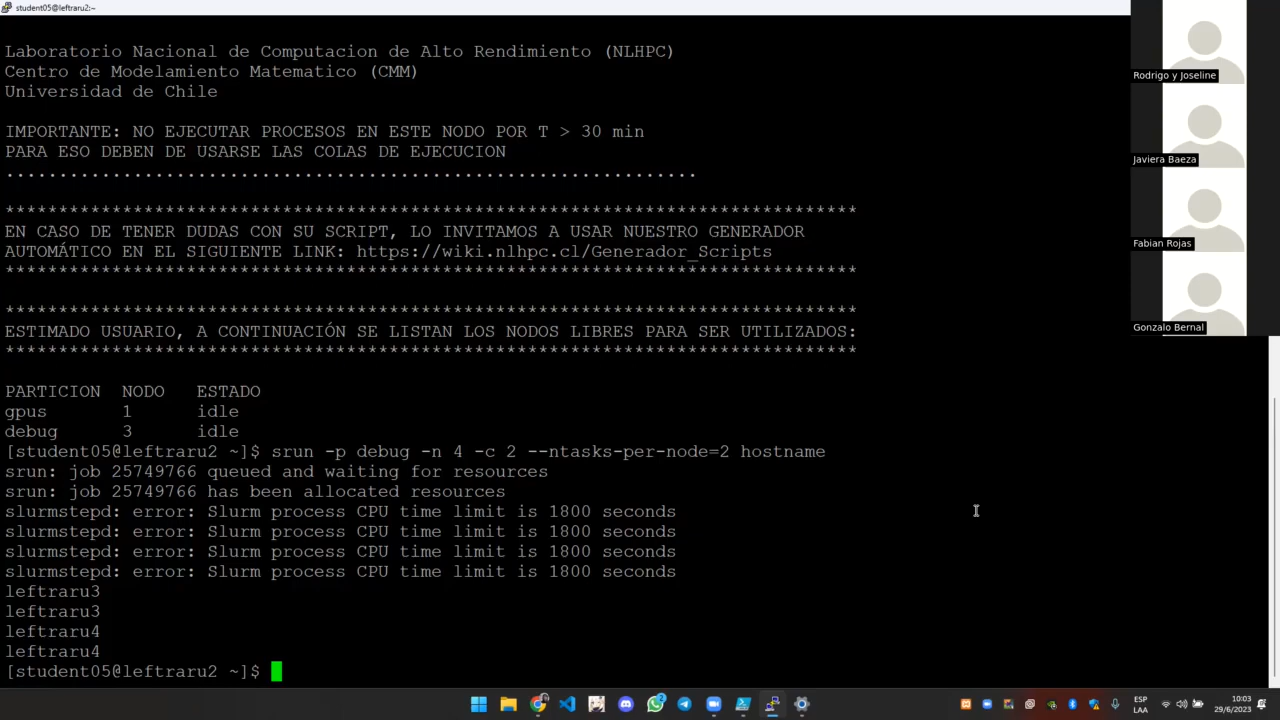 student05@leftraru2:~
Laboratorio Nacional de Computacion de Alto Rendimiento (NLHPC)
Centro de Modelamiento Matematico (CMM)
Universidad de Chile
IMPORTANTE: NO EJECUTAR PROCESOS EN ESTE NODO POR T > 30 min
PARA ESO DEBEN DE USARSE LAS COLAS DE EJECUCION
.................................................................
********************************************************************************
EN CASO DE TENER DUDAS CON SU SCRIPT, LO INVITAMOS A USAR NUESTRO GENERADOR
AUTOMÁTICO EN EL SIGUIENTE LINK: https://wiki.nlhpc.cl/Generador_Scripts
********************************************************************************
********************************************************************************
ESTIMADO USUARIO, A CONTINUACIÓN SE LISTAN LOS NODOS LIBRES PARA SER UTILIZADOS:
********************************************************************************
PARTICION NODO ESTADO
gpus 1 idle
debug 3 idle
[student05@leftraru2 ~]$ srun -p debug -n 4 -c 2 --ntasks-per-node=2 hostname
srun: job 25749766 queued and waiting for resources
srun: job 25749766 has been allocated resources
slurmstepd: error: Slurm process CPU time limit is 1800 seconds
slurmstepd: error: Slurm process CPU time limit is 1800 seconds
slurmstepd: error: Slurm process CPU time limit is 1800 seconds
slurmstepd: error: Slurm process CPU time limit is 1800 seconds
leftraru3
leftraru3
leftraru4
leftraru4
[student05@leftraru2 ~]$
Rodrigo y Joseline
Javiera Baeza
Fabian Rojas
Gonzalo Bernal
2
ESP
LAA
10:03
29/6/2023